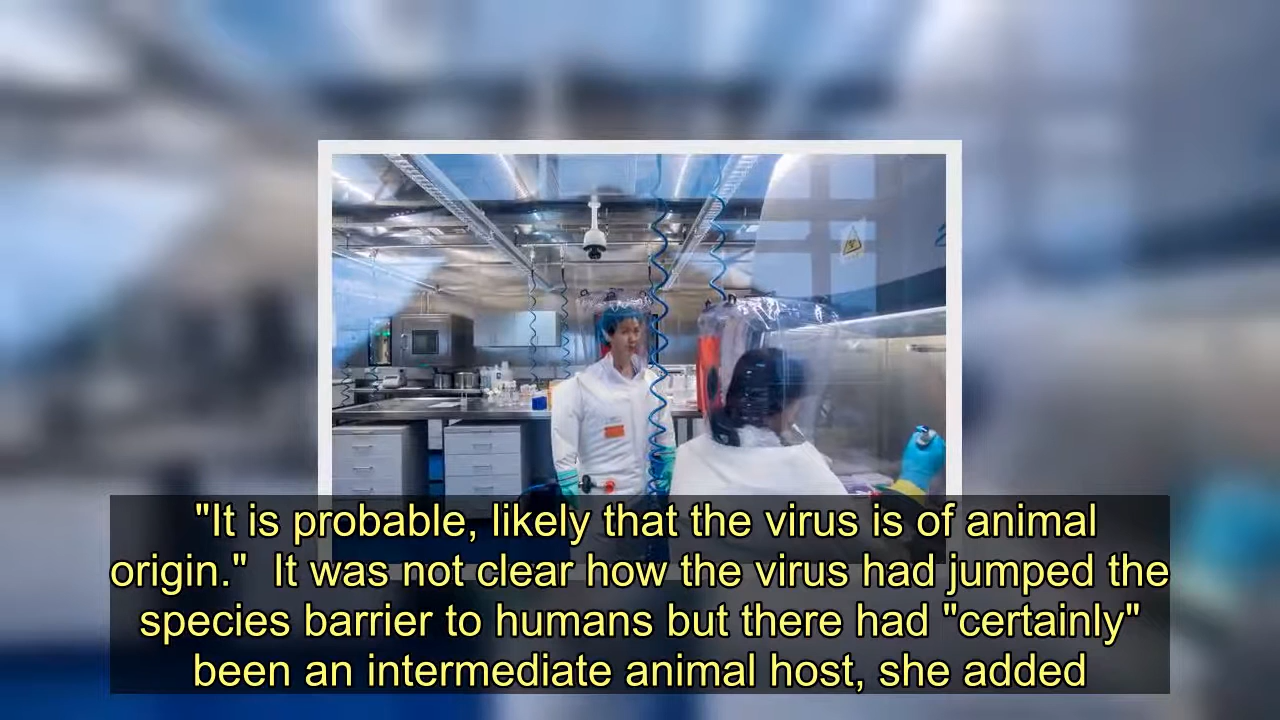 "It is probable, likely that the virus is of animal
origin."  It was not clear how the virus had jumped the
species barrier to humans but there had "certainly"
been an intermediate animal host, she added